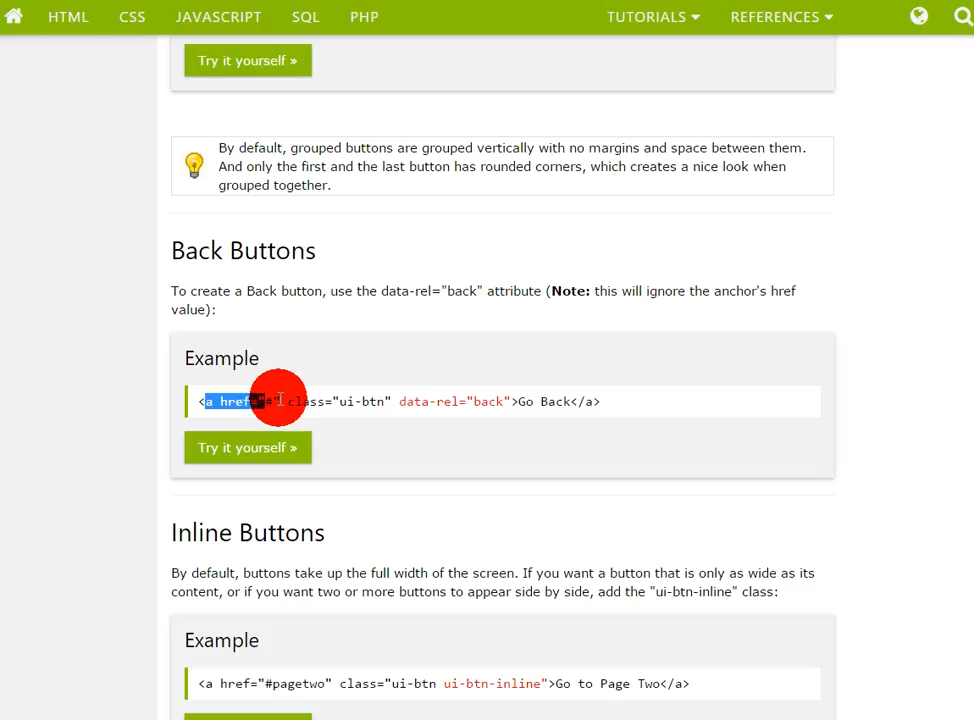 HTML CSS JAVASCRIPT SQL PHP TUTORIALS REFERENCES
Try it yourself »
By default, grouped buttons are grouped vertically with no margins and space between them.
And only the first and the last button has rounded corners, which creates a nice look when
grouped together.
Back Buttons
To create a Back button, use the data-rel="back" attribute (Note: this will ignore the anchor's href
value):
Example
<a href="#" class="ui-btn" data-rel="back">Go Back</a>
Try it yourself »
Inline Buttons
By default, buttons take up the full width of the screen. If you want a button that is only as wide as its
content, or if you want two or more buttons to appear side by side, add the "ui-btn-inline" class:
Example
<a href="#pagetwo" class="ui-btn ui-btn-inline">Go to Page Two</a>